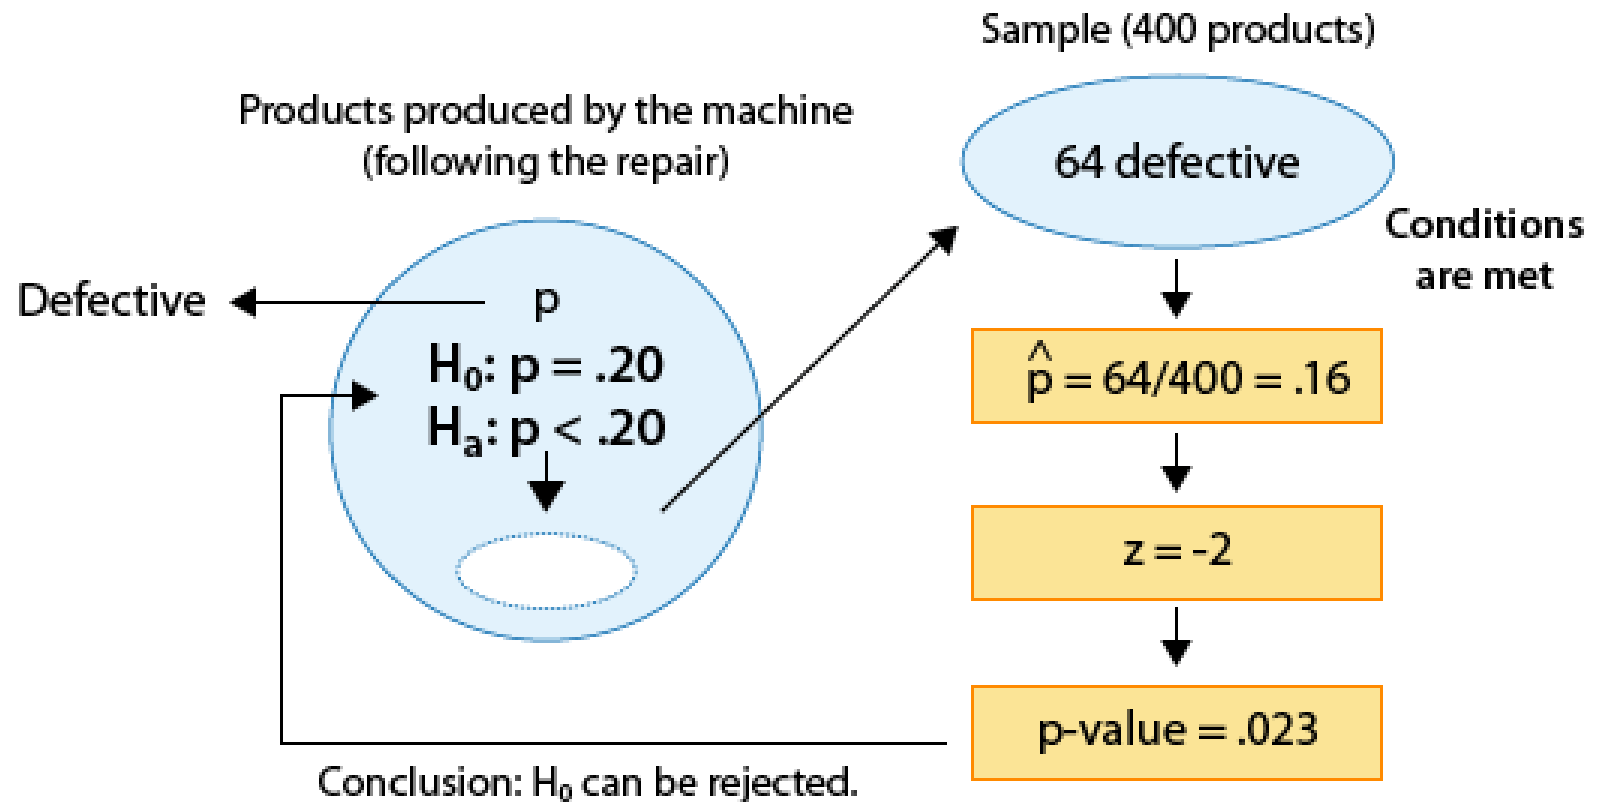 Products produced by the machine
(following the repair)
Defective
p
H₀: p = .20
Hₐ: p < .20
Sample (400 products)
64 defective
Conditions
are met
p̂ = 64/400 = .16
z = -2
p-value = .023
Conclusion: H₀ can be rejected.